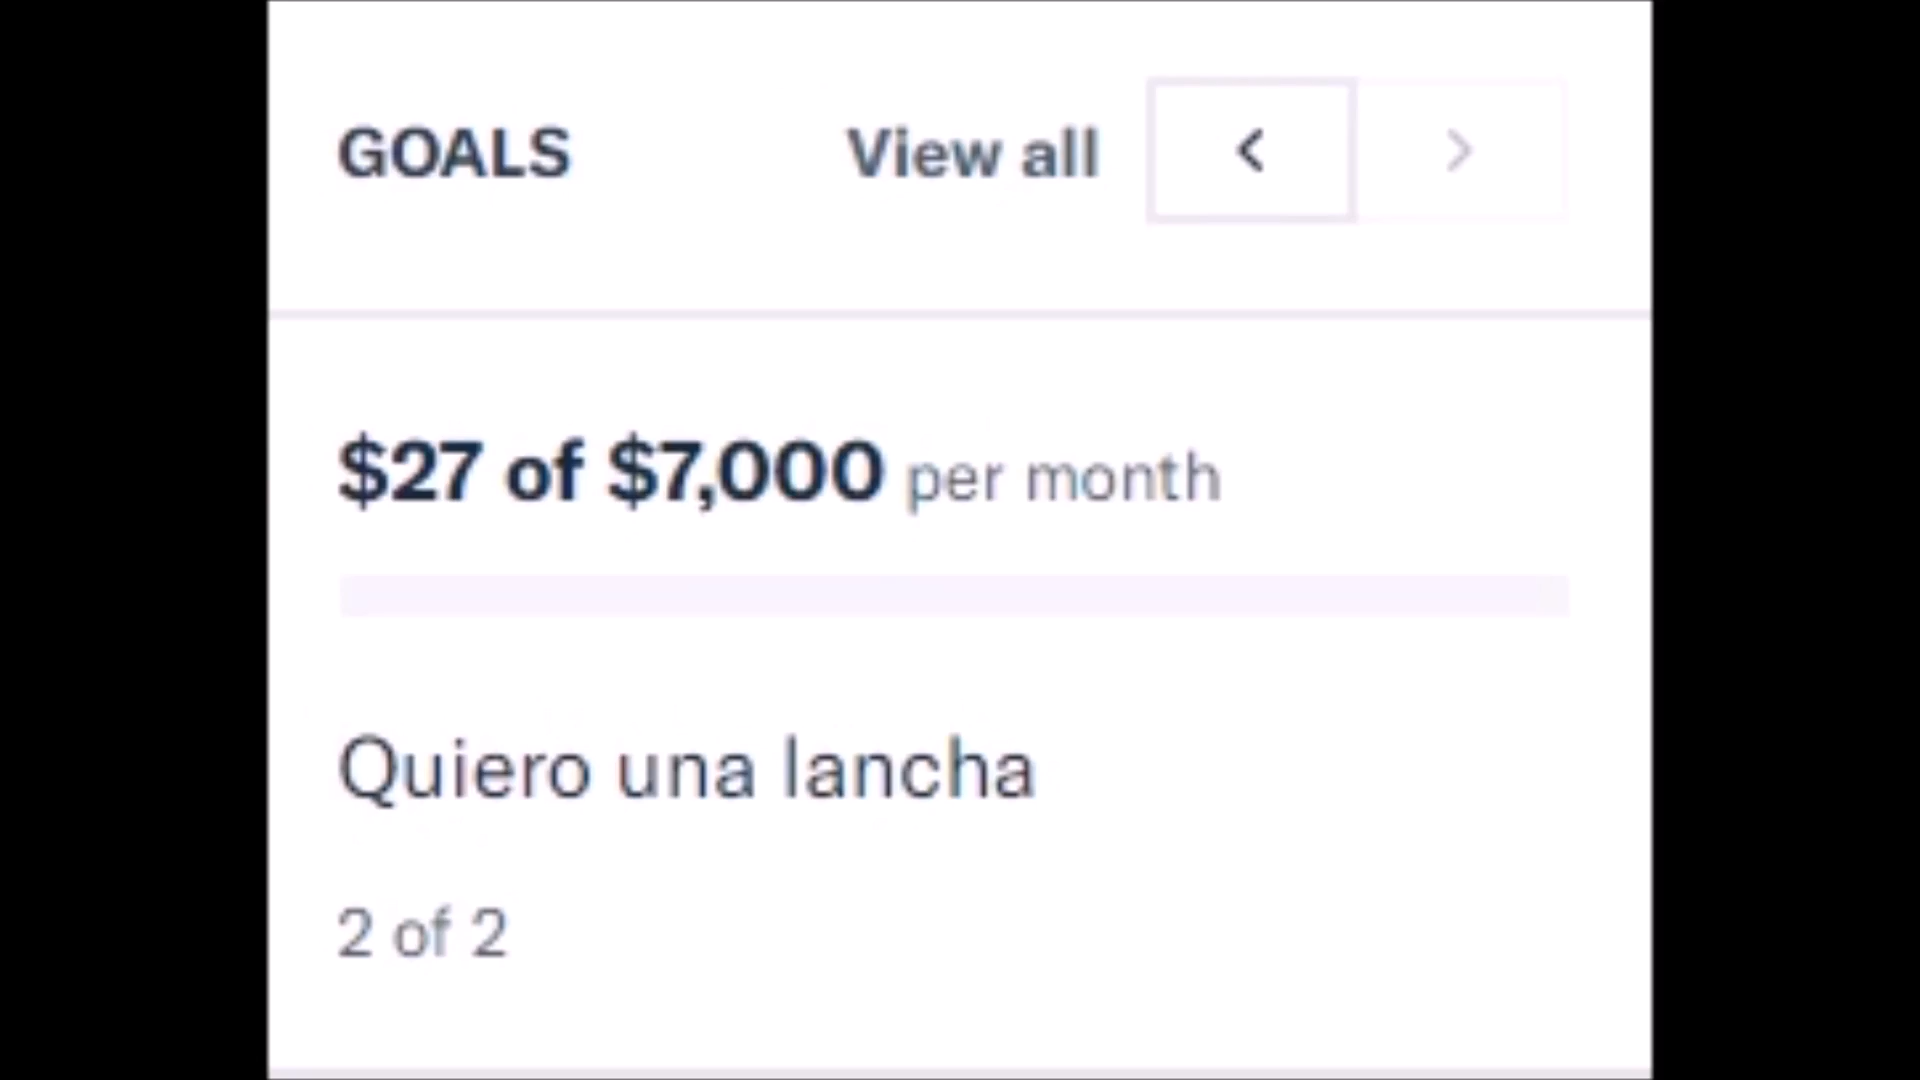 GOALS View all
$27 of $7,000 per month
Quiero una lancha
2 of 2